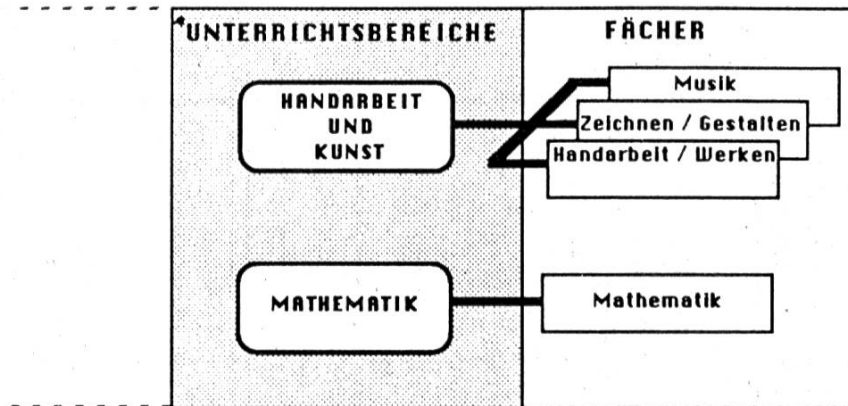 *UNTERRICHTSBEREICHE
FÄCHER
HANDARBEIT
UND
KUNST
Musik
Zeichnen / Gestalten
Handarbeit / Werken
MATHEMATIK
Mathematik